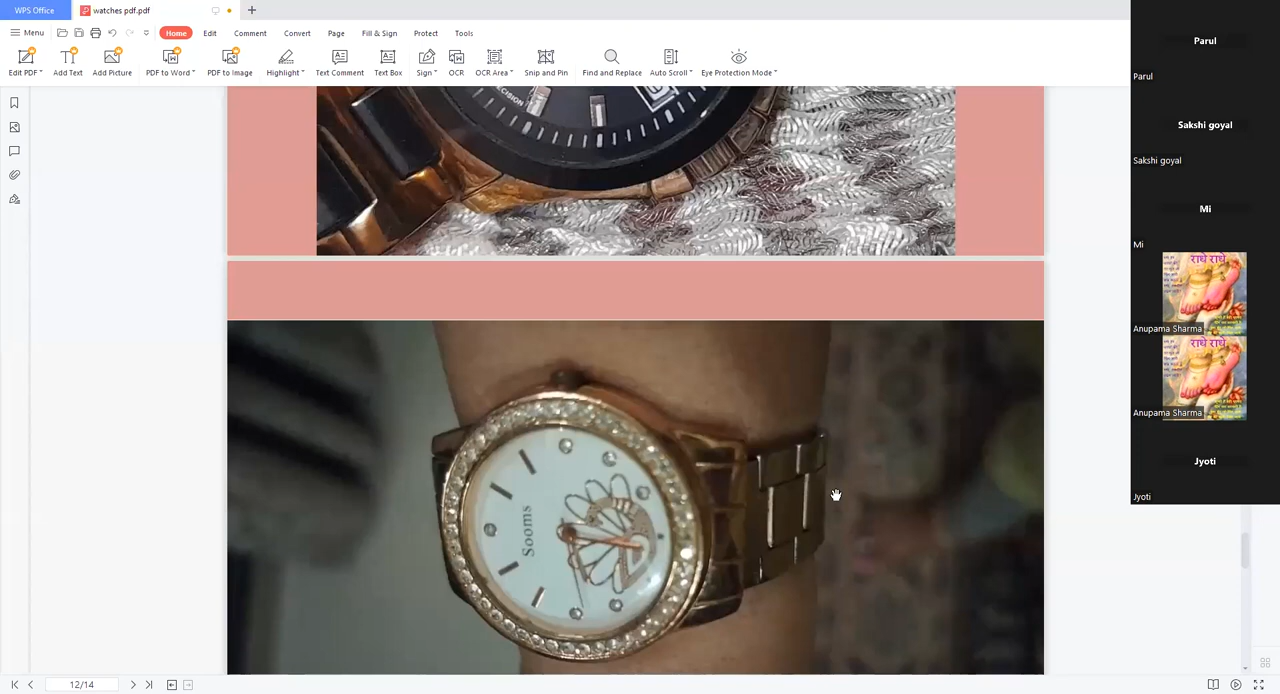 WPS Office
watches pdf.pdf
Menu
Home
Edit
Comment
Convert
Page
Fill & Sign
Protect
Tools
Edit PDF
Add Text
Add Picture
PDF to Word
PDF to Image
Highlight
Text Comment
Text Box
Sign
OCR
OCR Area
Snip and Pin
Find and Replace
Auto Scroll
Eye Protection Mode
Sooms
12/14
Parul
Parul
Sakshi goyal
Sakshi goyal
Mi
Mi
राधे राधे
Anupama Sharma
राधे राधे
Anupama Sharma
Jyoti
Jyoti